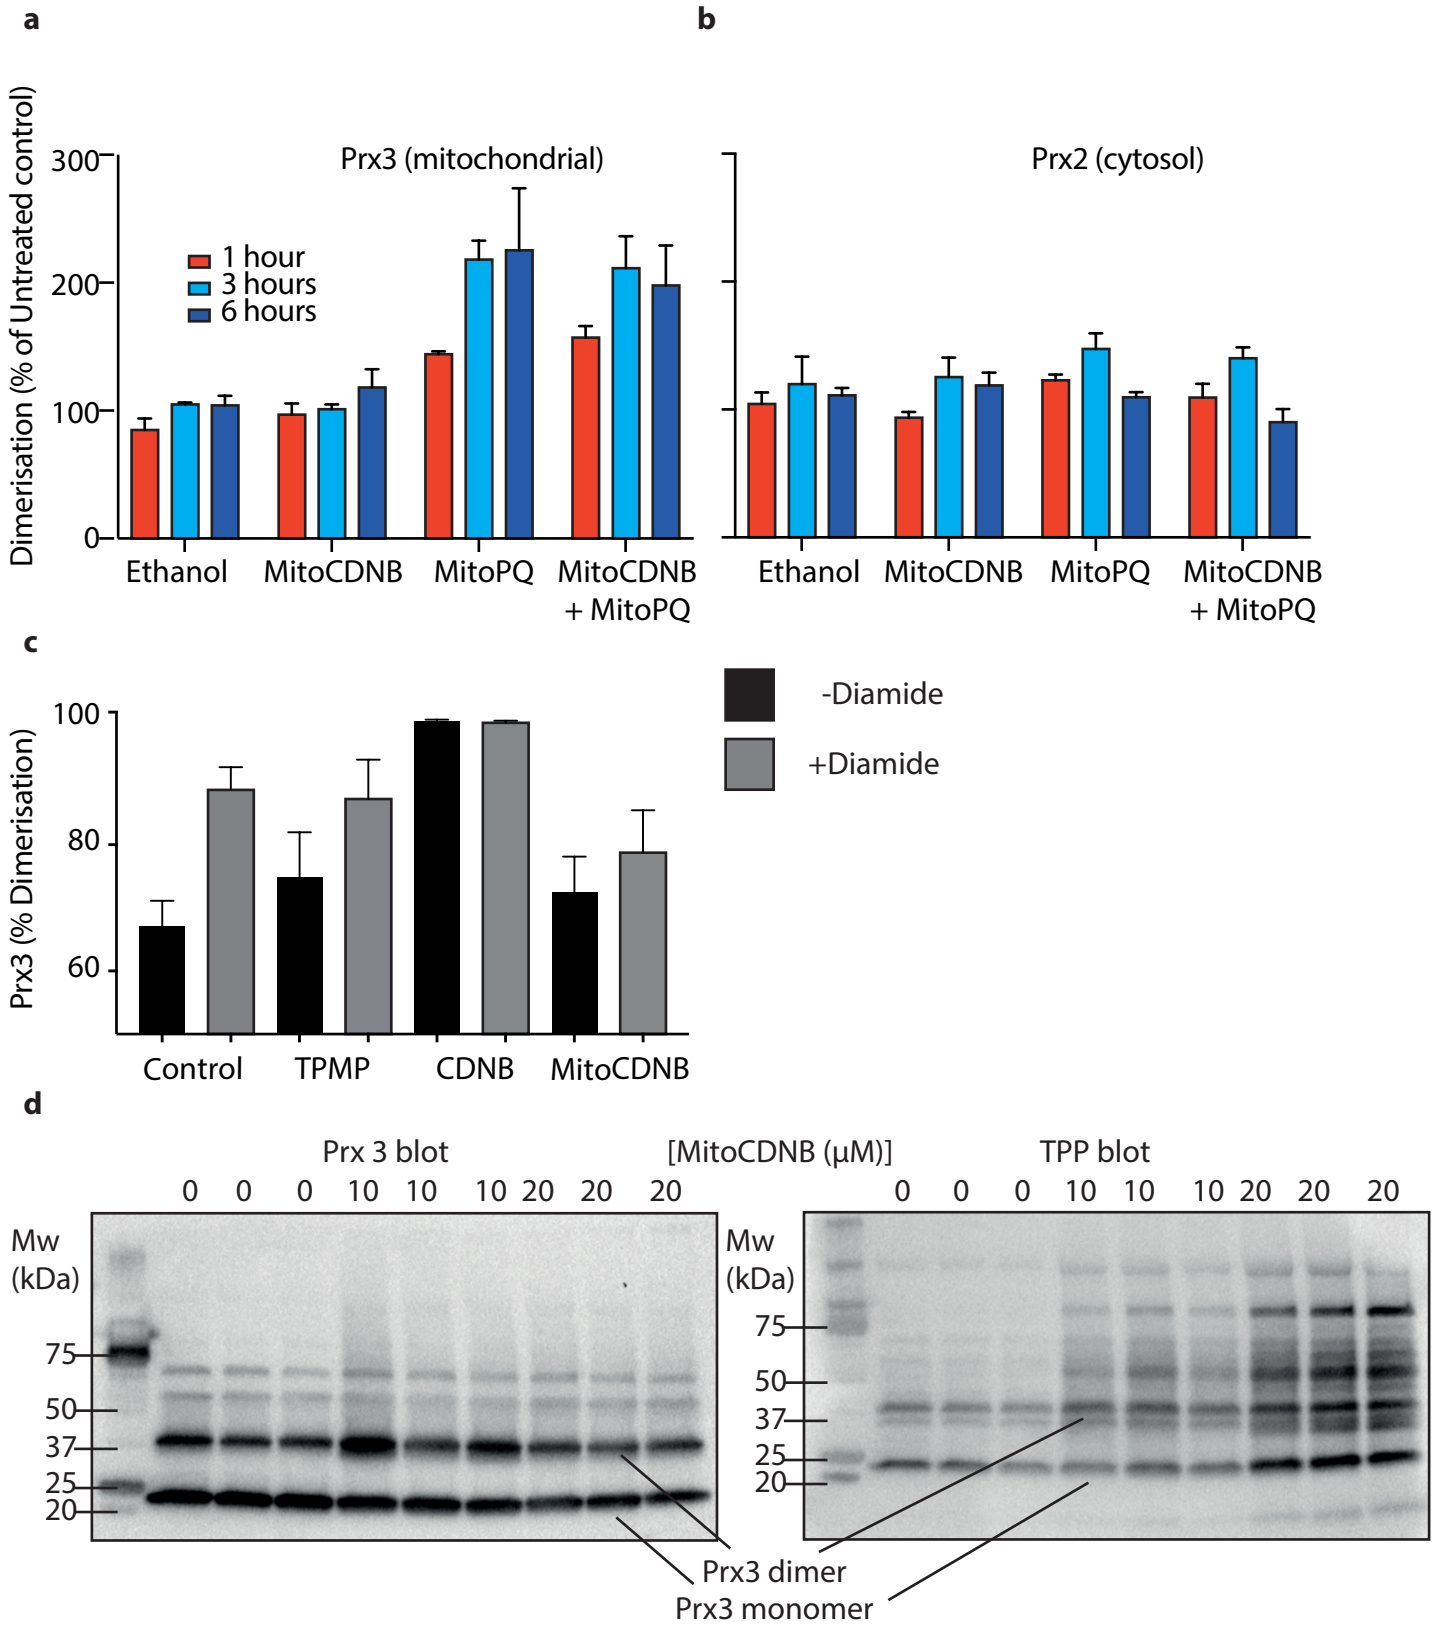 a
b
Dimerisation (% of Untreated control)
300
200
100
0
Prx3 (mitochondrial)
1 hour
3 hours
6 hours
Ethanol MitoCDNB MitoPQ MitoCDNB
+ MitoPQ
Prx2 (cytosol)
Ethanol MitoCDNB MitoPQ MitoCDNB
+ MitoPQ
c
Prx3 (% Dimerisation)
100
80
60
Control TPMP CDNB MitoCDNB
-Diamide
+Diamide
d
Prx 3 blot [MitoCDNB (µM)] TPP blot
0 0 0 10 10 10 20 20 20
0 0 0 10 10 10 20 20 20
Mw
(kDa)
75
50
37
25
20
Mw
(kDa)
75
50
37
25
20
Prx3 dimer
Prx3 monomer